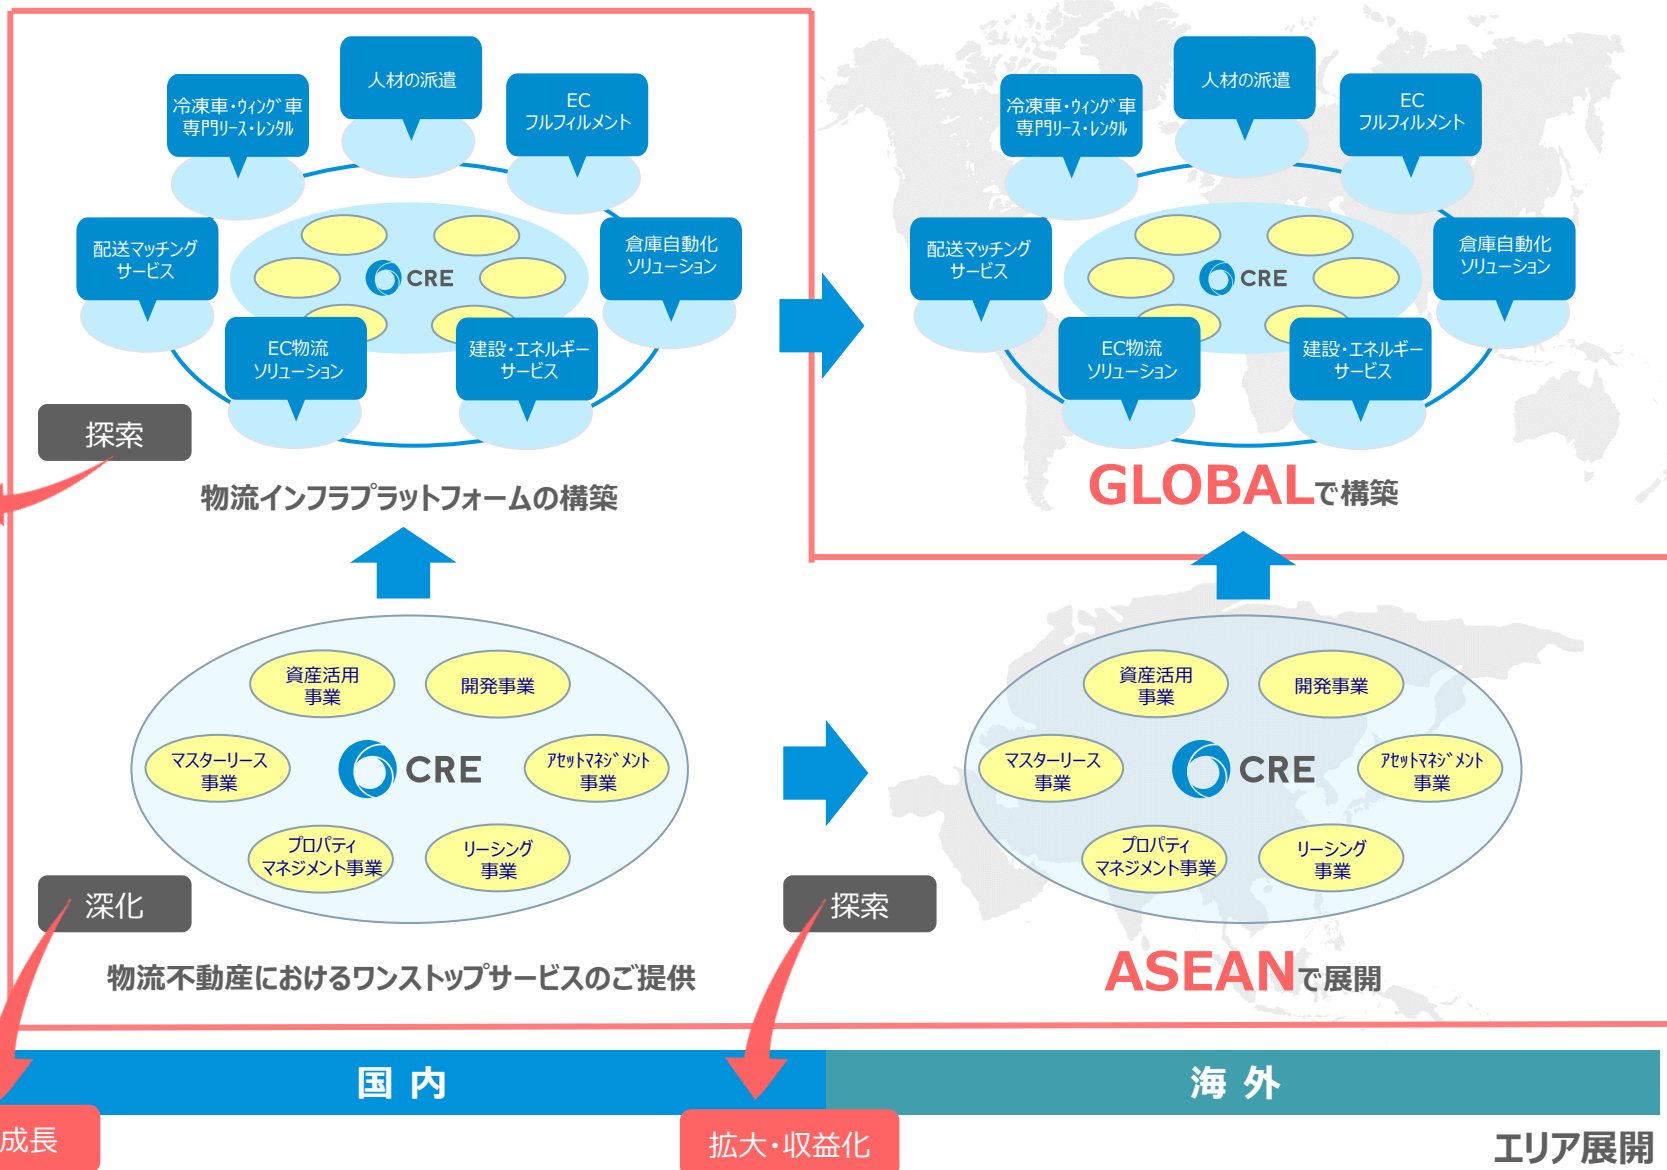 人材の派遣
冷凍車・ウィング車
専門リース・レンタル
EC
フルフィルメント
配送マッチング
サービス
倉庫自動化
ソリューション
CRE
EC物流
ソリューション
建設・エネルギー
サービス
探索
物流インフラプラットフォームの構築
人材の派遣
冷凍車・ウィング車
専門リース・レンタル
EC
フルフィルメント
配送マッチング
サービス
倉庫自動化
ソリューション
CRE
EC物流
ソリューション
建設・エネルギー
サービス
GLOBALで構築
資産活用
事業
開発事業
マスターリース
事業
CRE
アセットマネジメント
事業
プロパティ
マネジメント事業
リーシング
事業
深化
物流不動産におけるワンストップサービスのご提供
資産活用
事業
開発事業
マスターリース
事業
CRE
アセットマネジメント
事業
プロパティ
マネジメント事業
リーシング
事業
探索
ASEANで展開
国内
海外
成長
拡大・収益化
エリア展開